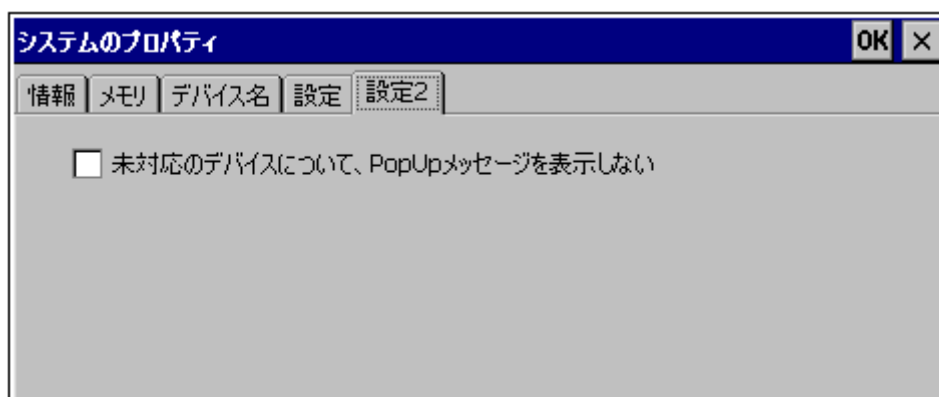 システムのプロパティ OK ×
情報 メモリ デバイス名 設定 設定2
未対応のデバイスについて、PopUpメッセージを表示しない